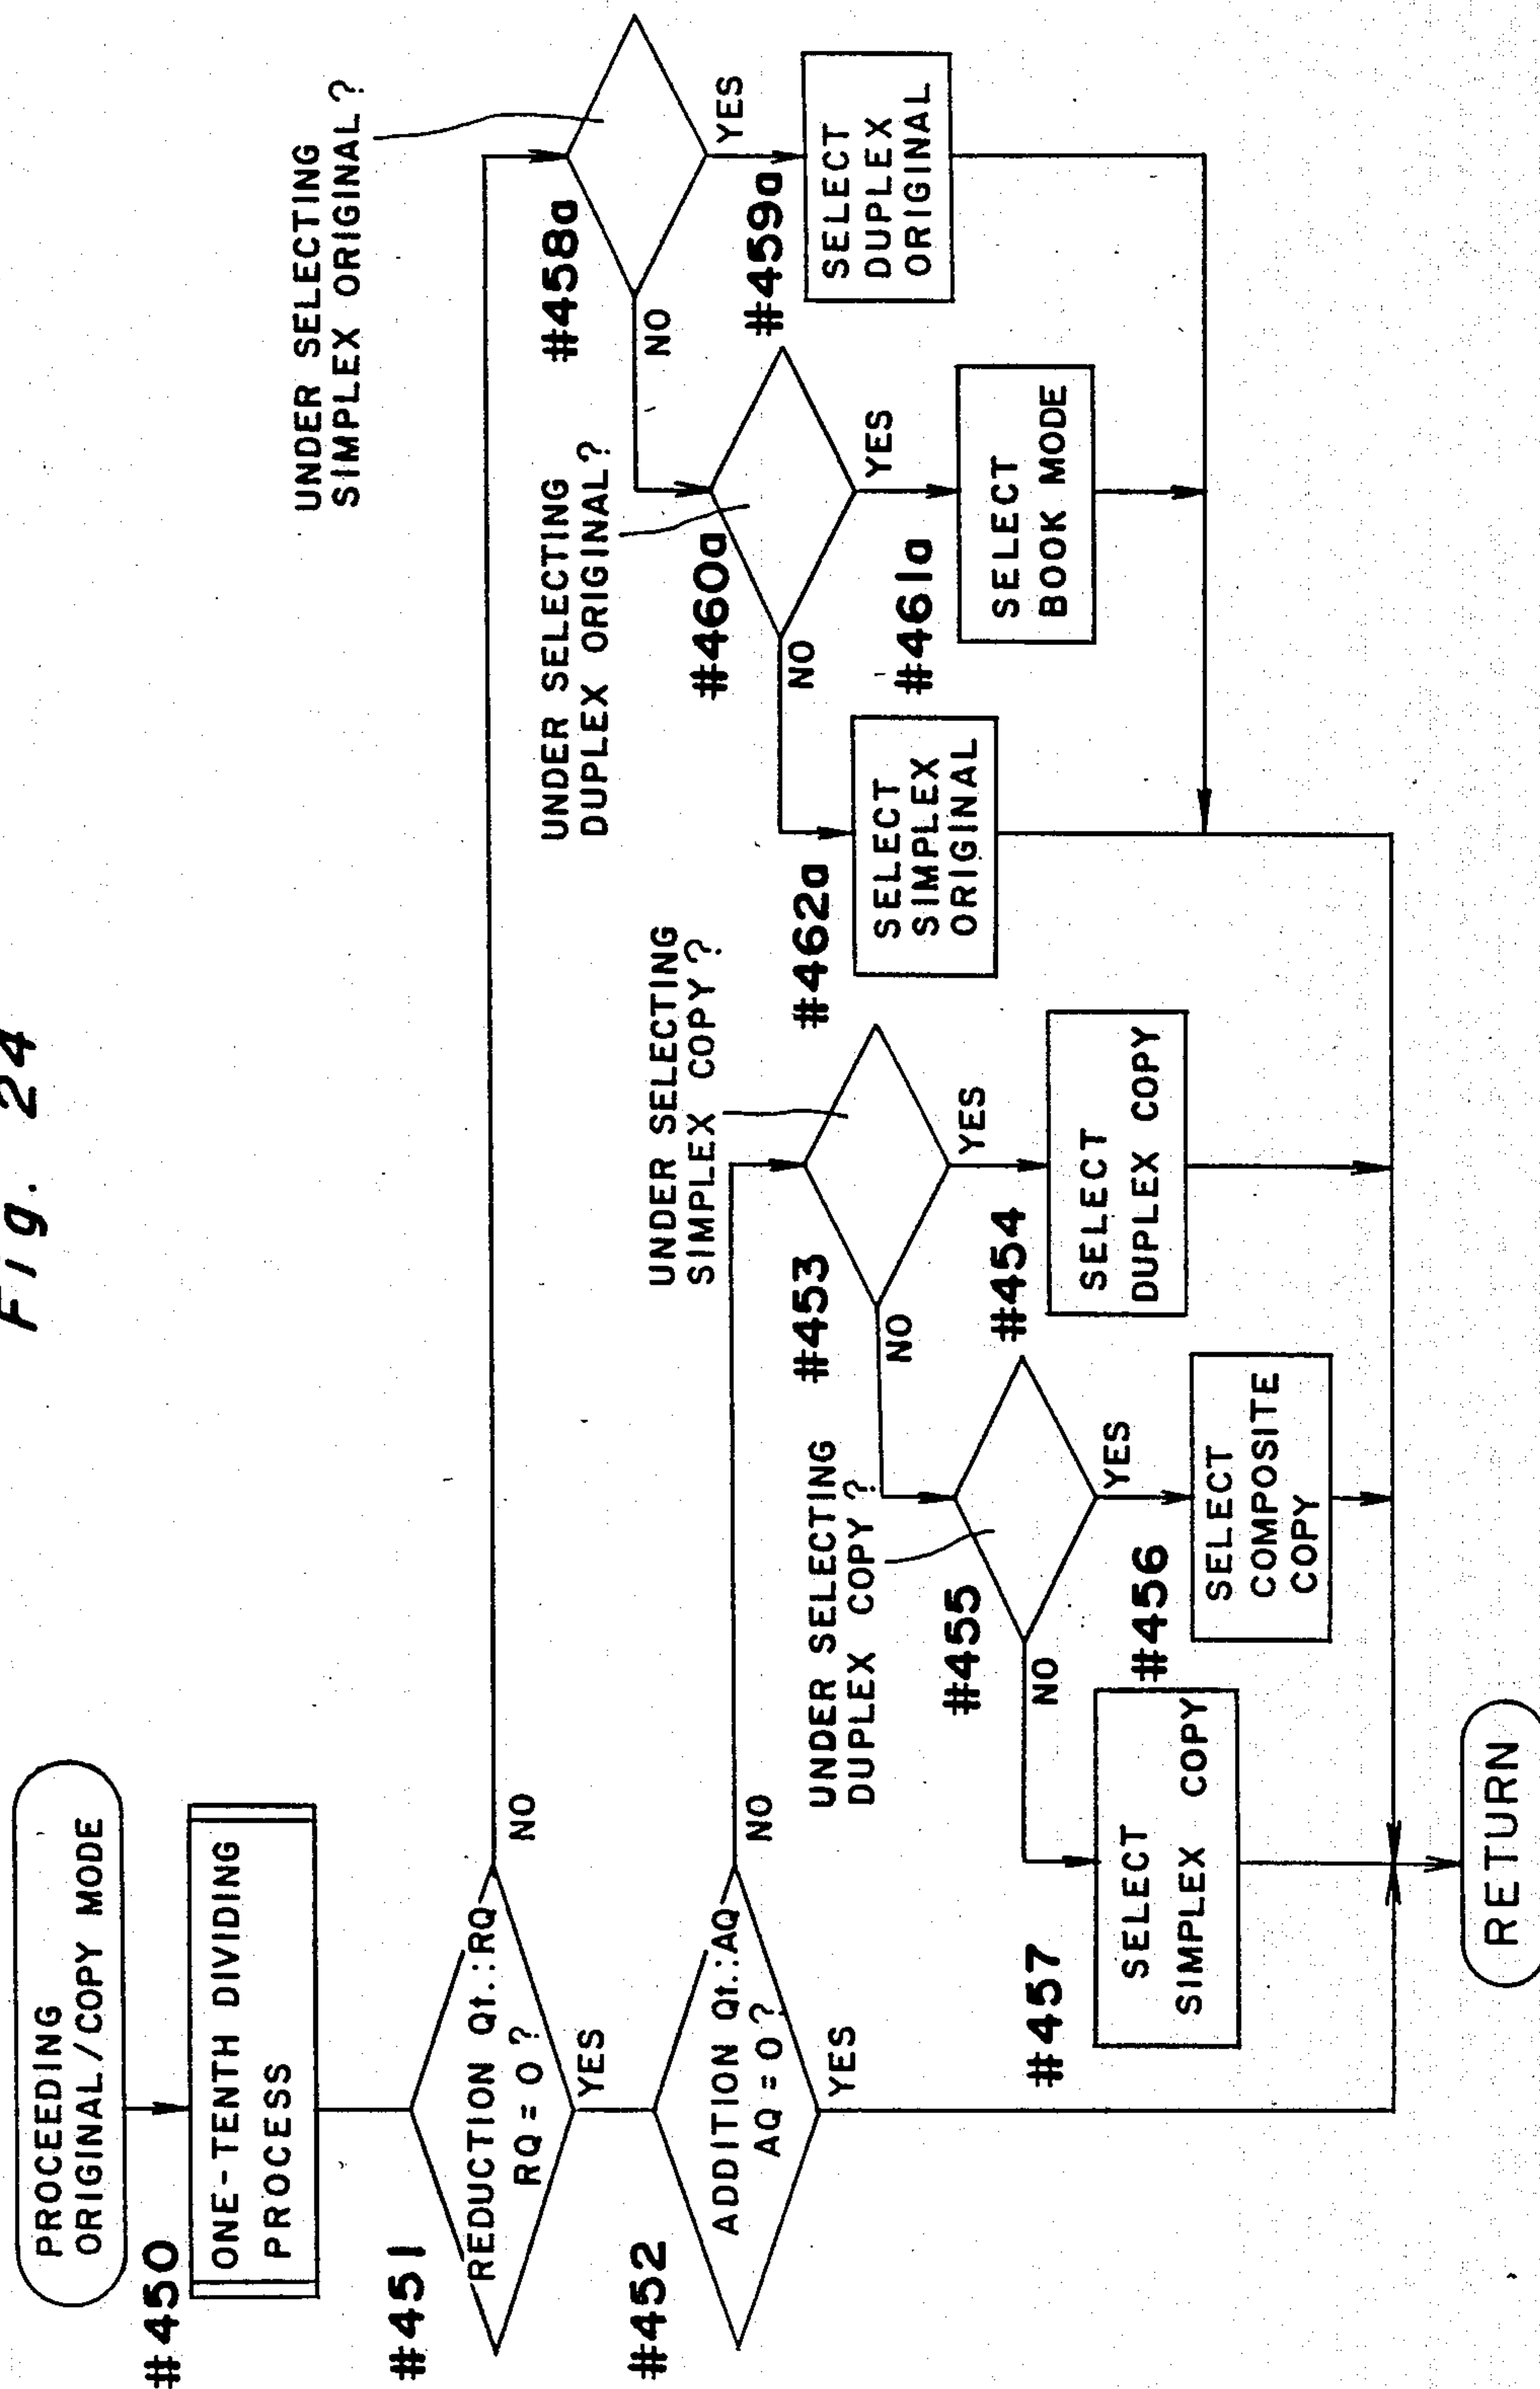 Fig. 24
PROCEEDING
ORIGINAL/COPY MODE
#450
ONE-TENTH DIVIDING
PROCESS
#451
REDUCTION Qt.:RQ
RQ=0?
NO
YES
#452
ADDITION Qt.:AQ
AQ=0?
NO
YES
UNDER SELECTING
SIMPLEX ORIGINAL?
#458a
NO
YES
#459a
SELECT
DUPLEX
ORIGINAL
UNDER SELECTING
DUPLEX ORIGINAL?
#460a
NO
YES
#461a
SELECT
BOOK MODE
#462a
SELECT
SIMPLEX
ORIGINAL
UNDER SELECTING
SIMPLEX COPY?
#453
NO
YES
#454
SELECT
DUPLEX COPY
UNDER SELECTING
DUPLEX COPY?
#455
NO
YES
#456
SELECT
COMPOSITE
COPY
#457
SELECT
SIMPLEX COPY
RETURN